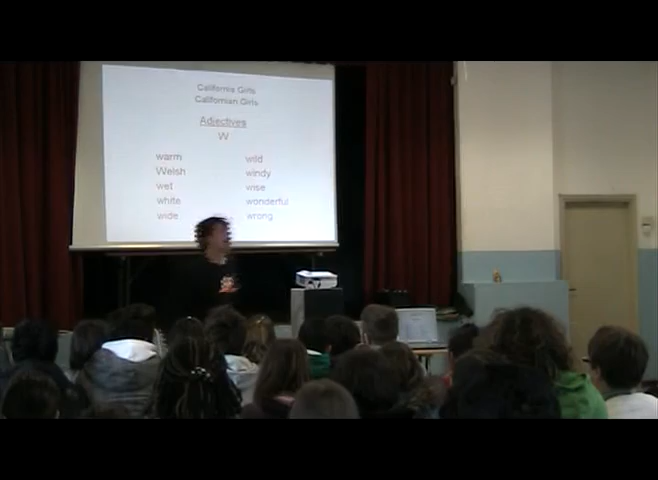 California Girls
Californian Girls
Adjectives
W
warm wild
Welsh windy
wet wise
white wonderful
wide wrong